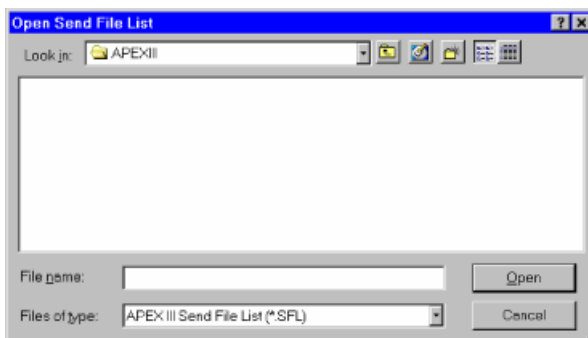 Open Send File List
Look in: APEXIII
File name:
Open
Files of type: APEX III Send File List (*.SFL)
Cancel